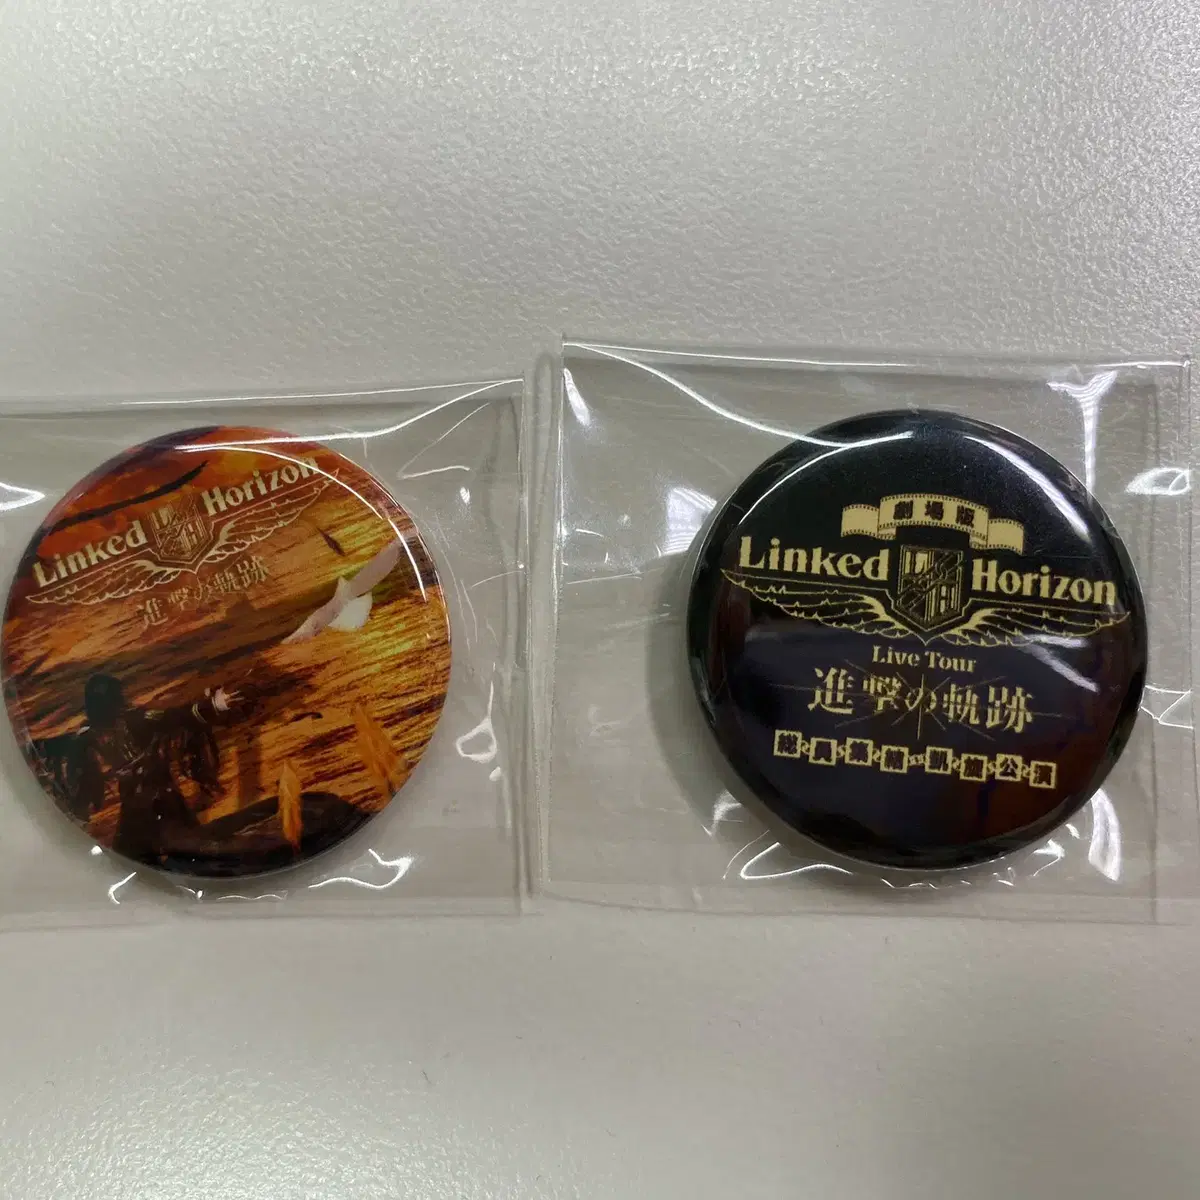 Linked Horizon
進撃の軌跡
劇場版
Linked Horizon
Live Tour
進撃の軌跡
総員集結 凱旋公演